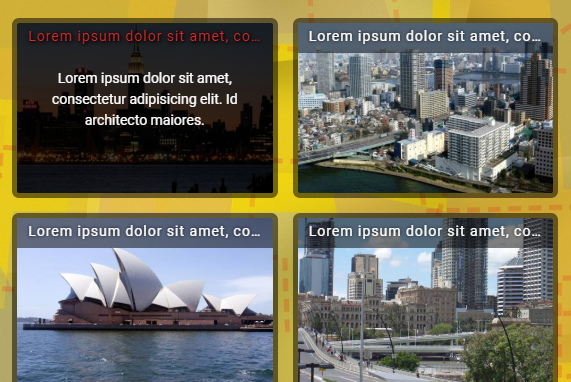 Lorem ipsum dolor sit amet, co…
Lorem ipsum dolor sit amet,
consectetur adipisicing elit. Id
architecto maiores.
Lorem ipsum dolor sit amet, co…
Lorem ipsum dolor sit amet, co…
Lorem ipsum dolor sit amet, co…